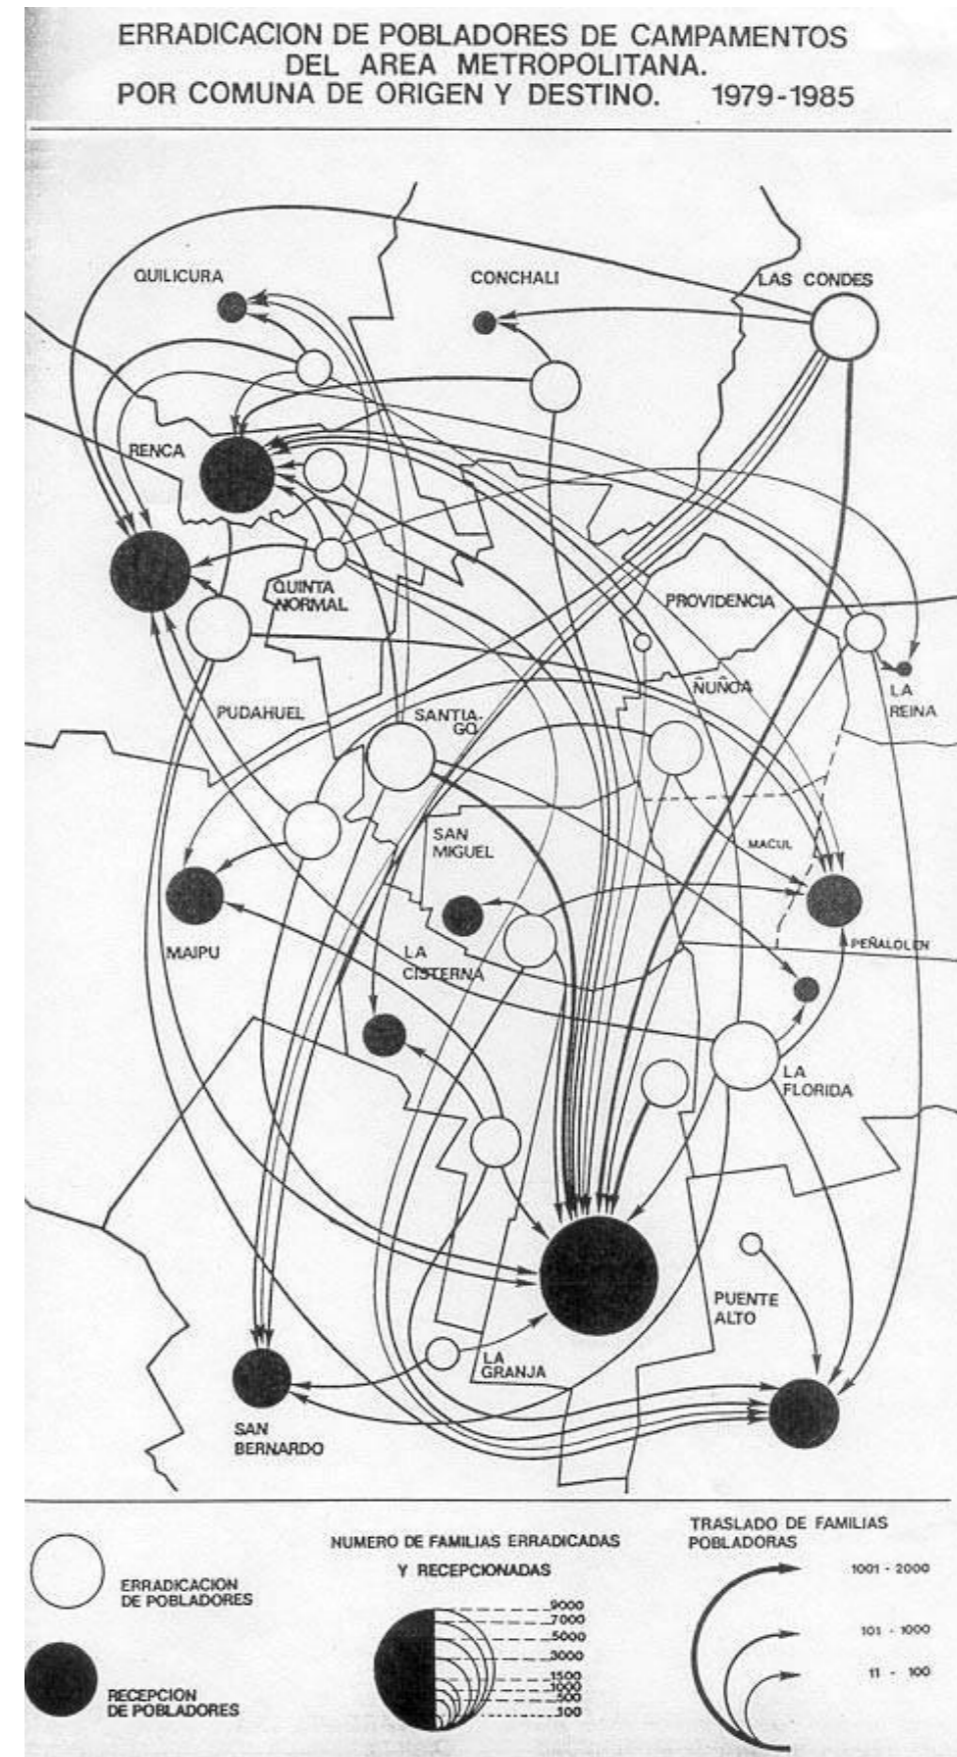 ERRADICACION DE POBLADORES DE CAMPAMENTOS
DEL AREA METROPOLITANA.
POR COMUNA DE ORIGEN Y DESTINO. 1979-1985
QUILICURA
CONCHALI
LAS CONDES
RENCA
QUINTA
NORMAL
PROVIDENCIA
ÑUÑOA
LA
REINA
PUDAHUEL
SANTIA-
GO
SAN
MIGUEL
MACUL
MAIPU
LA
CISTERNA
PEÑALOLEN
LA
FLORIDA
PUENTE
ALTO
LA
GRANJA
SAN
BERNARDO
ERRADICACION
DE POBLADORES
RECEPCION
DE POBLADORES
NUMERO DE FAMILIAS ERRADICADAS
Y RECEPCIONADAS
9000
7000
5000
3000
1500
1000
500
100
TRASLADO DE FAMILIAS
POBLADORAS
1001 - 2000
101 - 1000
11 - 100